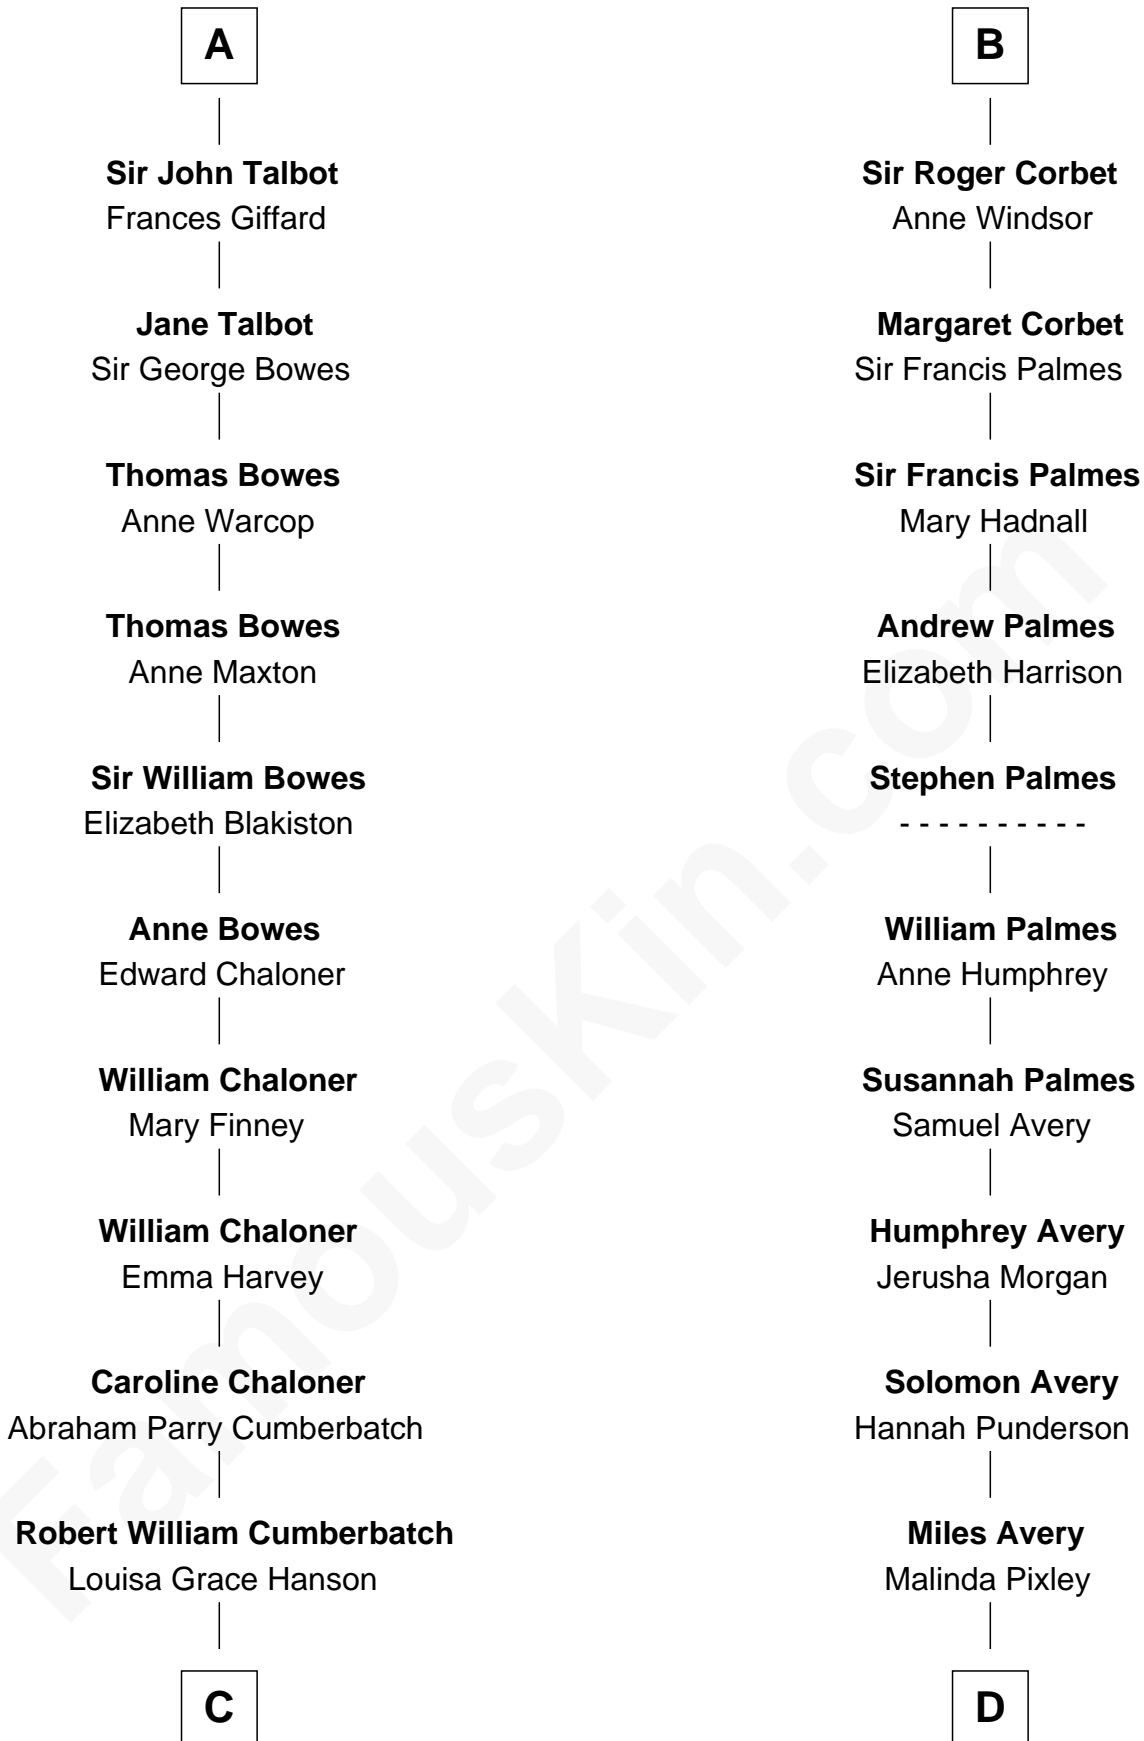 A
Sir John Talbot
Frances Giffard
Jane Talbot
Sir George Bowes
Thomas Bowes
Anne Warcop
Thomas Bowes
Anne Maxton
Sir William Bowes
Elizabeth Blakiston
Anne Bowes
Edward Chaloner
William Chaloner
Mary Finney
William Chaloner
Emma Harvey
Caroline Chaloner
Abraham Parry Cumberbatch
Robert William Cumberbatch
Louisa Grace Hanson
C
B
Sir Roger Corbet
Anne Windsor
Margaret Corbet
Sir Francis Palmes
Sir Francis Palmes
Mary Hadnall
Andrew Palmes
Elizabeth Harrison
Stephen Palmes
- - - - - - - - - -
William Palmes
Anne Humphrey
Susannah Palmes
Samuel Avery
Humphrey Avery
Jerusha Morgan
Solomon Avery
Hannah Punderson
Miles Avery
Malinda Pixley
D
FamousKin.com